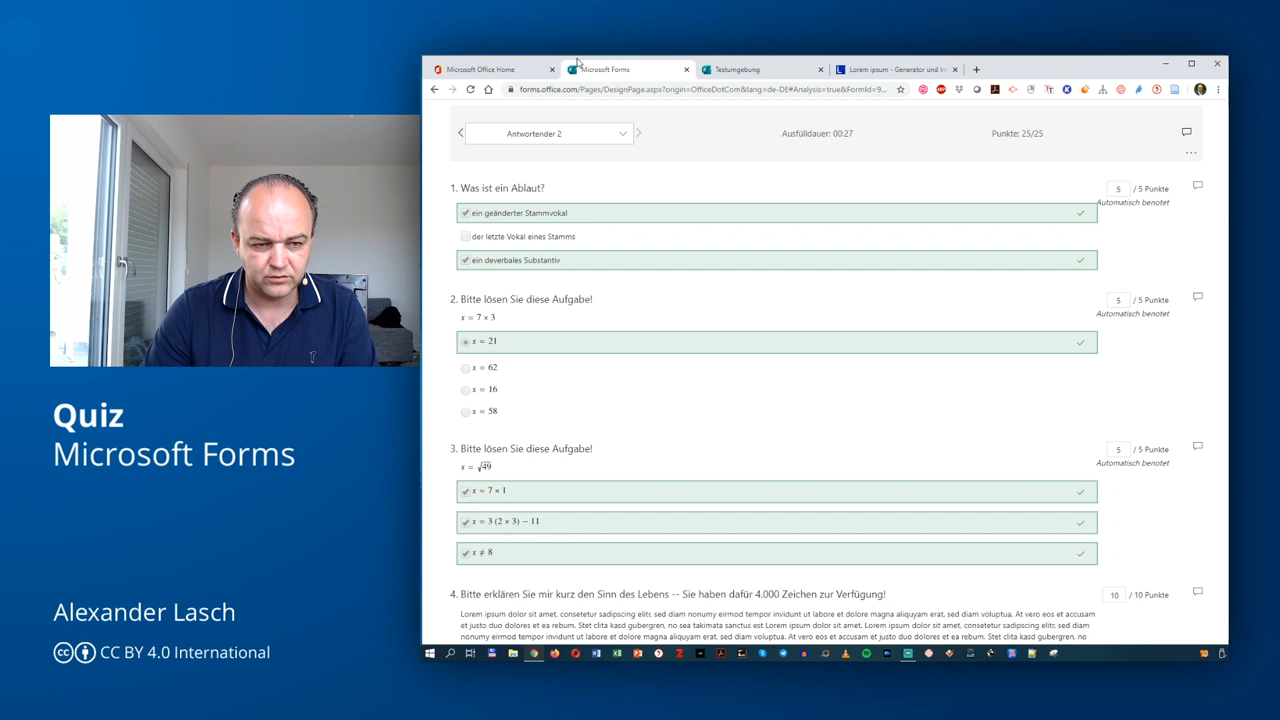 Microsoft Office Home
Microsoft Forms
Testumgebung
Lorem ipsum - Generator und In
forms.office.com/Pages/DesignPage.aspx?origin=OfficeDotCom&lang=de-DE#Analysis=true&FormId=9...
Antwortender 2
Ausfülldauer: 00:27
Punkte: 25/25
1. Was ist ein Ablaut?
5 / 5 Punkte
Automatisch benotet
ein geänderter Stammvokal
der letzte Vokal eines Stamms
ein deverbales Substantiv
2. Bitte lösen Sie diese Aufgabe!
5 / 5 Punkte
Automatisch benotet
x = 7 × 3
x = 21
x = 62
x = 16
x = 58
3. Bitte lösen Sie diese Aufgabe!
5 / 5 Punkte
Automatisch benotet
x = √49
x = 7 × 1
x = 3 (2 × 3) − 11
x ≠ 8
4. Bitte erklären Sie mir kurz den Sinn des Lebens -- Sie haben dafür 4.000 Zeichen zur Verfügung!
10 / 10 Punkte
Lorem ipsum dolor sit amet, consetetur sadipscing elitr, sed diam nonumy eirmod tempor invidunt ut labore et dolore magna aliquyam erat, sed diam voluptua. At vero eos et accusam
et justo duo dolores et ea rebum. Stet clita kasd gubergren, no sea takimata sanctus est Lorem ipsum dolor sit amet. Lorem ipsum dolor sit amet, consetetur sadipscing elitr, sed diam
nonumy eirmod tempor invidunt ut labore et dolore magna aliquyam erat, sed diam voluptua. At vero eos et accusam et justo duo dolores et ea rebum. Stet clita kasd gubergren, no
Quiz
Microsoft Forms
Alexander Lasch
CC BY 4.0 International